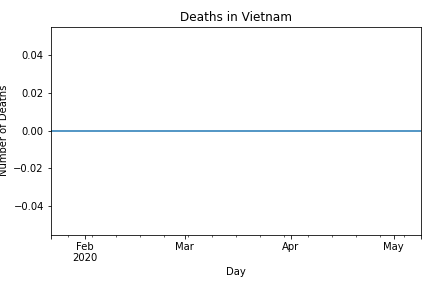 Deaths in Vietnam
Number of Deaths
0.04
0.02
0.00
−0.02
−0.04
Feb
2020
Mar
Apr
May
Day